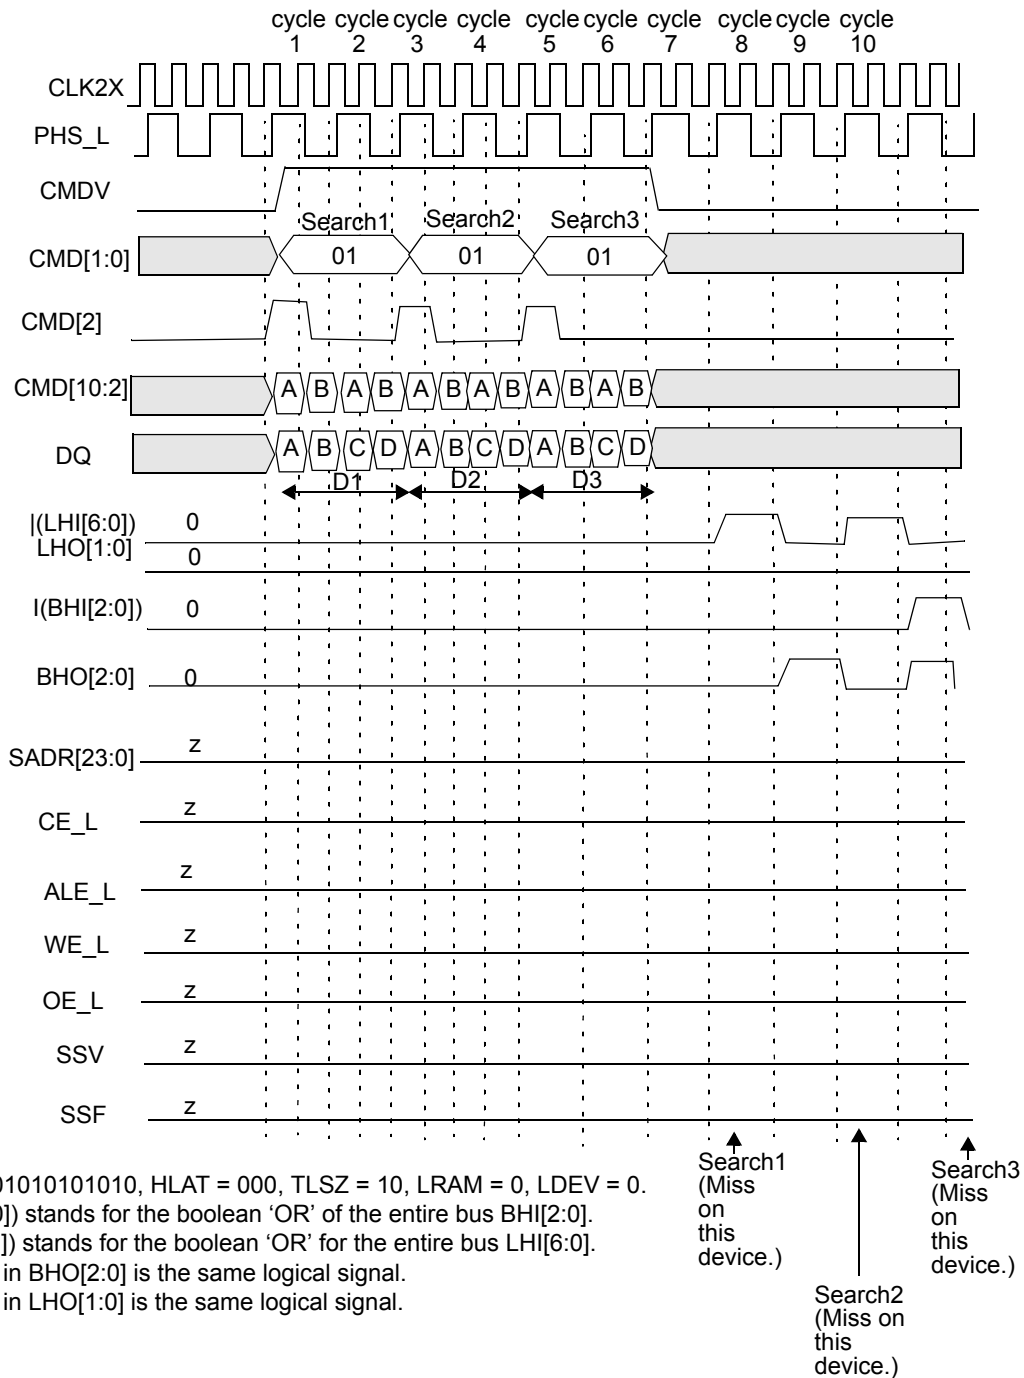 cycle cycle cycle cycle cycle cycle cycle cycle cycle cycle
1 2 3 4 5 6 7 8 9 10
CLK2X
PHS_L
CMDV
Search1 Search2 Search3
CMD[1:0] 01 01 01
CMD[2]
CMD[10:2] A B A B A B A B A B A B
DQ A B C D A B C D A B C D
D1 D2 D3
|(LHI[6:0]) 0
LHO[1:0] 0
I(BHI[2:0]) 0
BHO[2:0] 0
SADR[23:0] z
CE_L z
ALE_L z
WE_L z
OE_L z
SSV z
SSF z
Search1
(Miss
on
this
device.)
Search2
(Miss on
this
device.)
Search3
(Miss
on
this
device.)
01010101010, HLAT = 000, TLSZ = 10, LRAM = 0, LDEV = 0.
0]) stands for the boolean ‘OR’ of the entire bus BHI[2:0].
]) stands for the boolean ‘OR’ for the entire bus LHI[6:0].
in BHO[2:0] is the same logical signal.
in LHO[1:0] is the same logical signal.